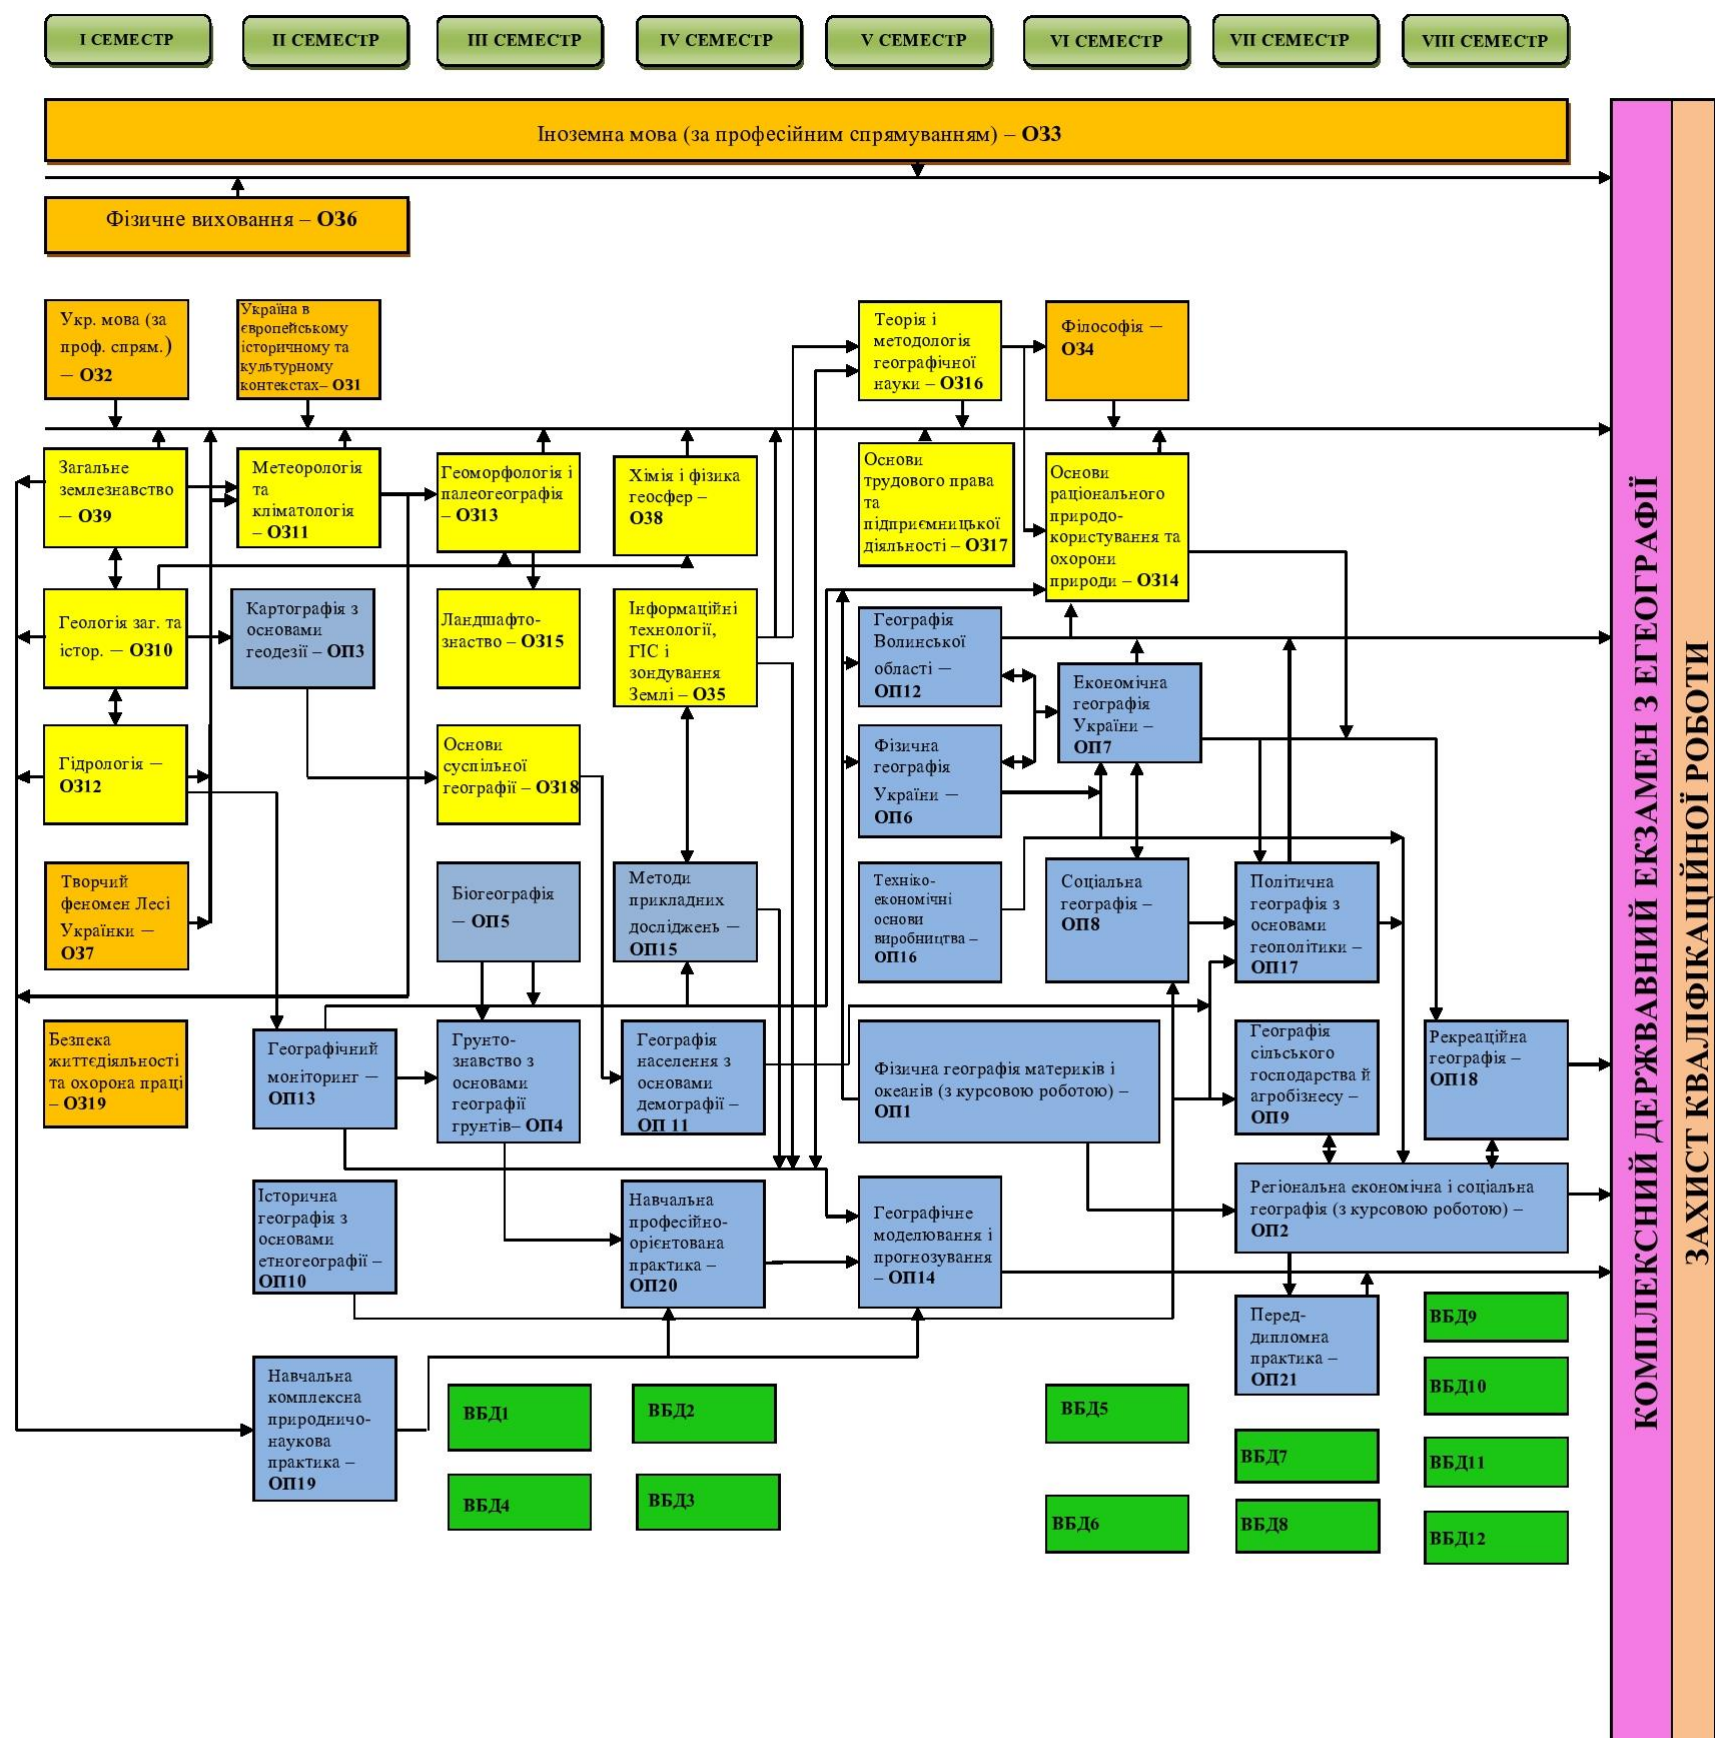 I СЕМЕСТР
II СЕМЕСТР
III СЕМЕСТР
IV СЕМЕСТР
V СЕМЕСТР
VI СЕМЕСТР
VII СЕМЕСТР
VIII СЕМЕСТР
Іноземна мова (за професійним спрямуванням) – ОЗ3
Фізичне виховання – ОЗ6
Укр. мова (за
проф. спрям.)
— ОЗ2
Україна в
європейському
історичному та
культурному
контекстах– ОЗ1
Теорія і
методологія
географічної
науки – ОЗ16
Філософія —
ОЗ4
Загальне
землезнавство
— ОЗ9
Метеорологія
та
кліматологія
– ОЗ11
Геоморфологія і
палеогеографія
– ОЗ13
Хімія і фізика
геосфер –
ОЗ8
Основи
трудового права
та
підприємницької
діяльності – ОЗ17
Основи
раціонального
природо-
користування та
охорони
природи – ОЗ14
Геологія заг. та
істор. — ОЗ10
Картографія з
основами
геодезії – ОП3
Ландшафто-
знаство – ОЗ15
Інформаційні
технології,
ГІС і
зондування
Землі – ОЗ5
Географія
Волинської
області —
ОП12
Економічна
географія
України –
ОП7
Гідрологія —
ОЗ12
Основи
суспільної
географії – ОЗ18
Фізична
географія
України —
ОП6
Творчий
феномен Лесі
Українки —
ОЗ7
Біогеографія
— ОП5
Методи
прикладних
досліджень —
ОП15
Техніко-
економічні
основи
виробництва –
ОП16
Соціальна
географія –
ОП8
Політична
географія з
основами
геополітики –
ОП17
Безпека
життєдіяльності
та охорона праці
– ОЗ19
Географічний
моніторинг —
ОП13
Грунто-
знавство з
основами
географії
грунтів– ОП4
Географія
населення з
основами
демографії –
ОП 11
Фізична географія материків і
океанів (з курсовою роботою) –
ОП1
Географія
сільського
господарства й
агробізнесу –
ОП9
Рекреаційна
географія –
ОП18
Історична
географія з
основами
етногеографії –
ОП10
Навчальна
професійно-
орієнтована
практика –
ОП20
Географічне
моделювання і
прогнозування
– ОП14
Регіональна економічна і соціальна
географія (з курсовою роботою) –
ОП2
Перед-
дипломна
практика –
ОП21
Навчальна
комплексна
природничо-
наукова
практика –
ОП19
ВБД1
ВБД2
ВБД4
ВБД3
ВБД5
ВБД6
ВБД7
ВБД8
ВБД9
ВБД10
ВБД11
ВБД12
КОМПЛЕКСНИЙ ДЕРЖВАВНИЙ ЕКЗАМЕН З ЕГЕОГРАФІЇ
ЗАХИСТ КВАЛІФІКАЦІЙНОЇ РОБОТИ